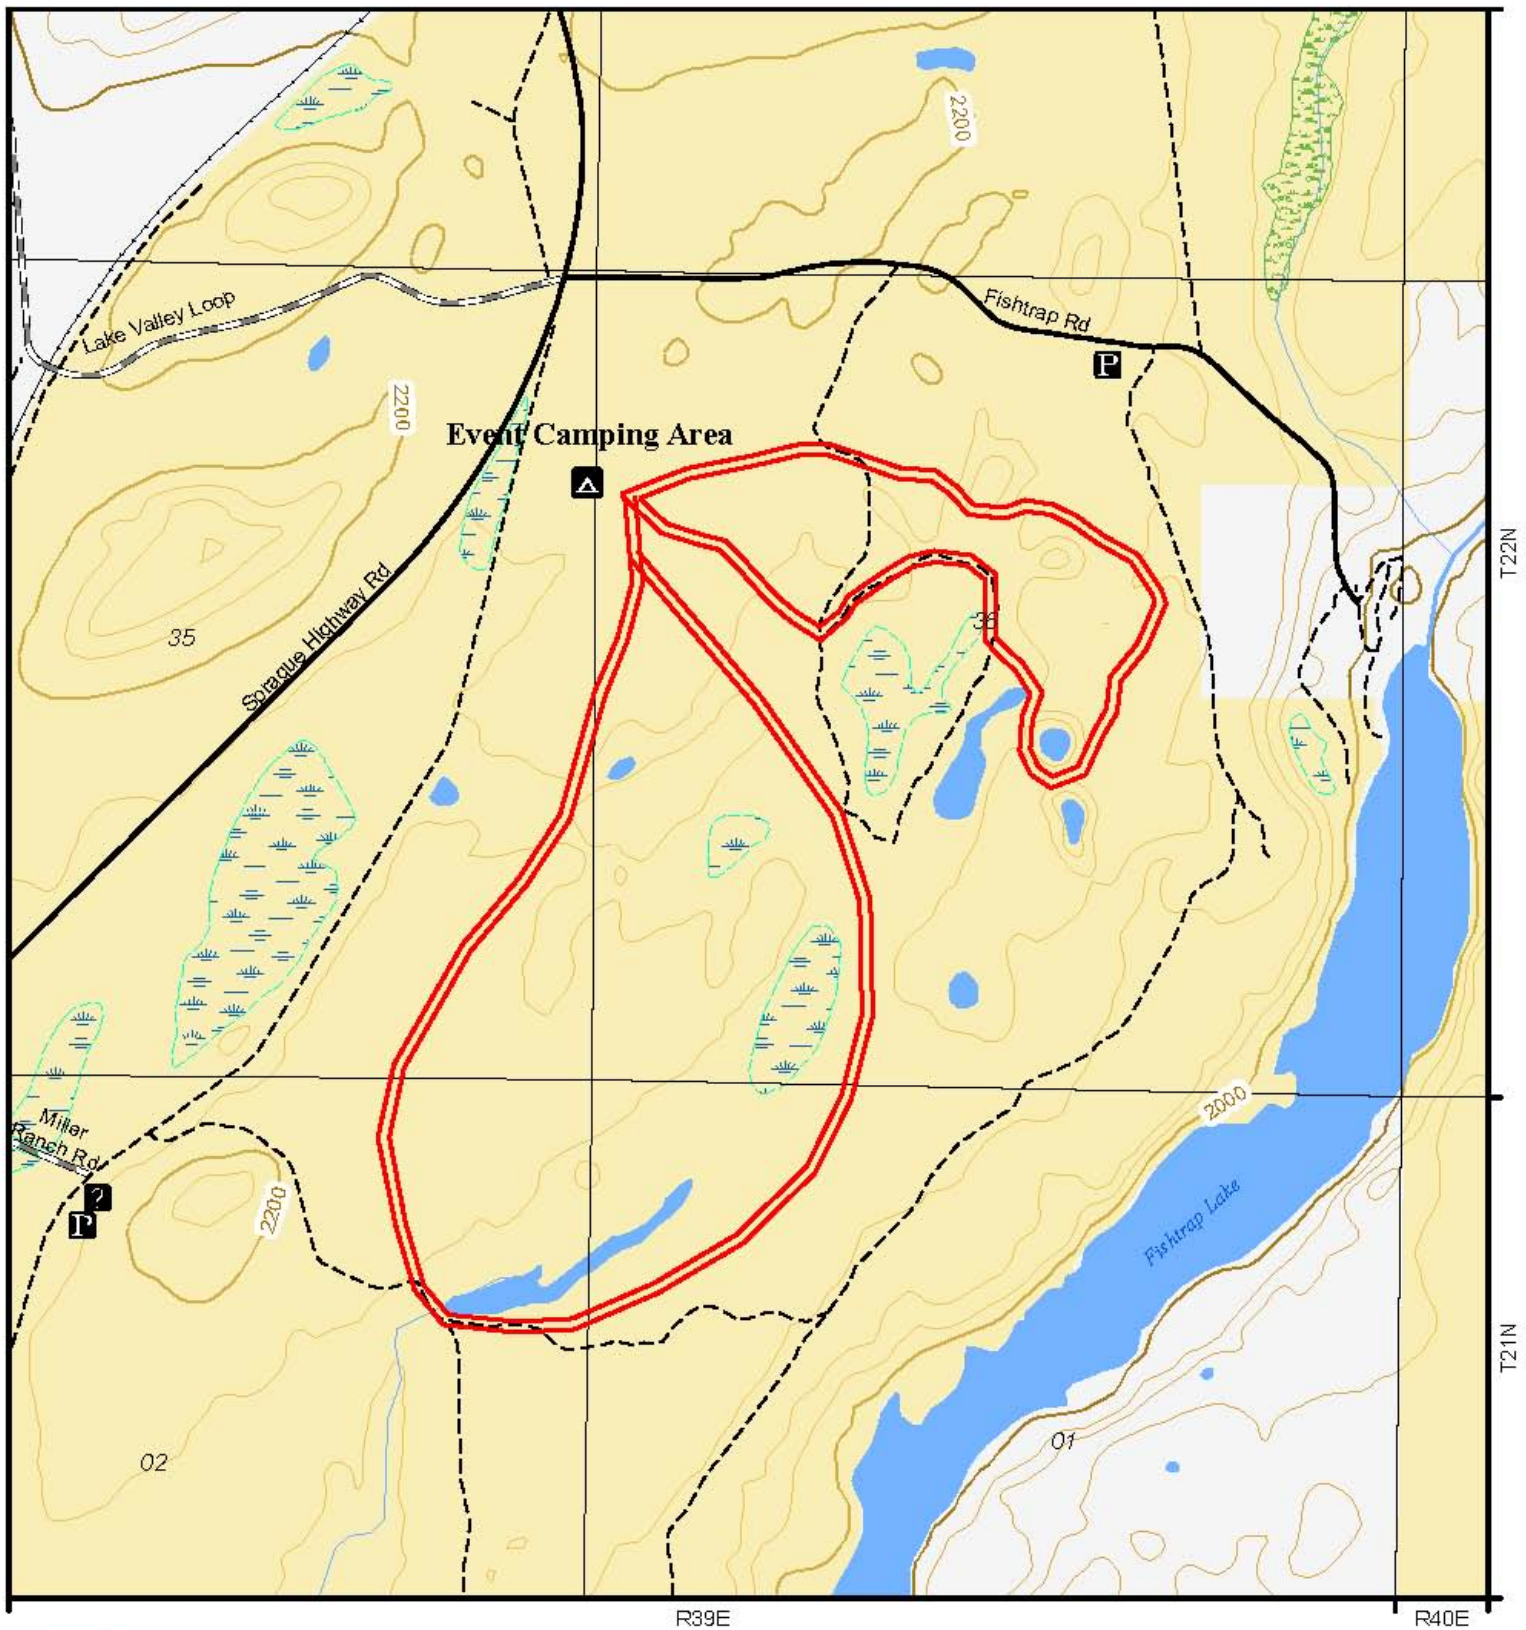 2200
Lake Valley Loop
Fishtrap Rd
P
2200
Event Camping Area
T22N
Sprague Highway Rd
35
36
Miller
Ranch Rd
?
P
2200
2000
Fishtrap Lake
T21N
01
02
R39E
R40E